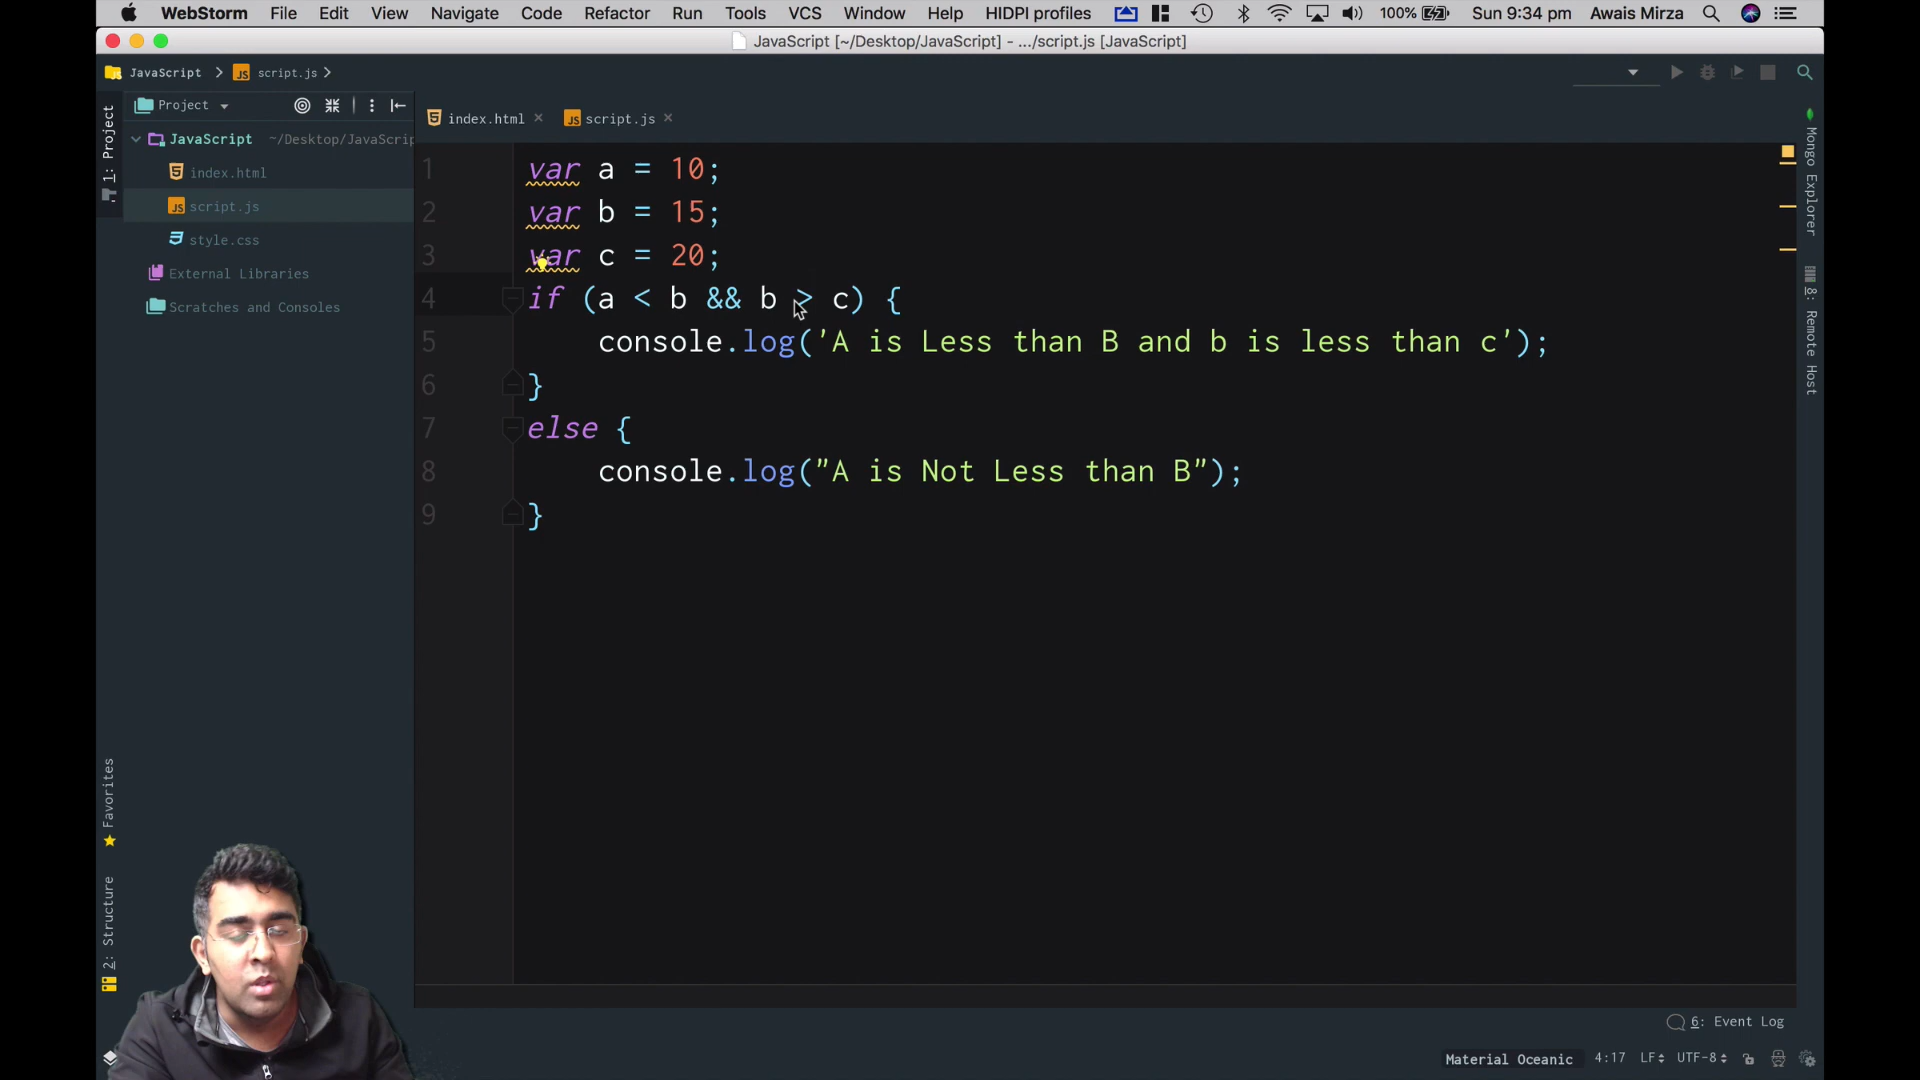 WebStorm File Edit View Navigate Code Refactor Run Tools VCS Window Help HIDPI profiles 100% Sun 9:34 pm Awais Mirza
JavaScript [~/Desktop/JavaScript] - .../script.js [JavaScript]
JavaScript script.js
Project
index.html script.js
1: Project
JavaScript ~/Desktop/JavaScrip
index.html
script.js
style.css
External Libraries
Scratches and Consoles
1 var a = 10;
2 var b = 15;
3 var c = 20;
4 if (a < b && b > c) {
5 console.log('A is Less than B and b is less than c');
6 }
7 else {
8 console.log("A is Not Less than B");
9 }
Mongo Explorer
8: Remote Host
Favorites
2: Structure
6: Event Log
Material Oceanic 4:17 LF UTF-8